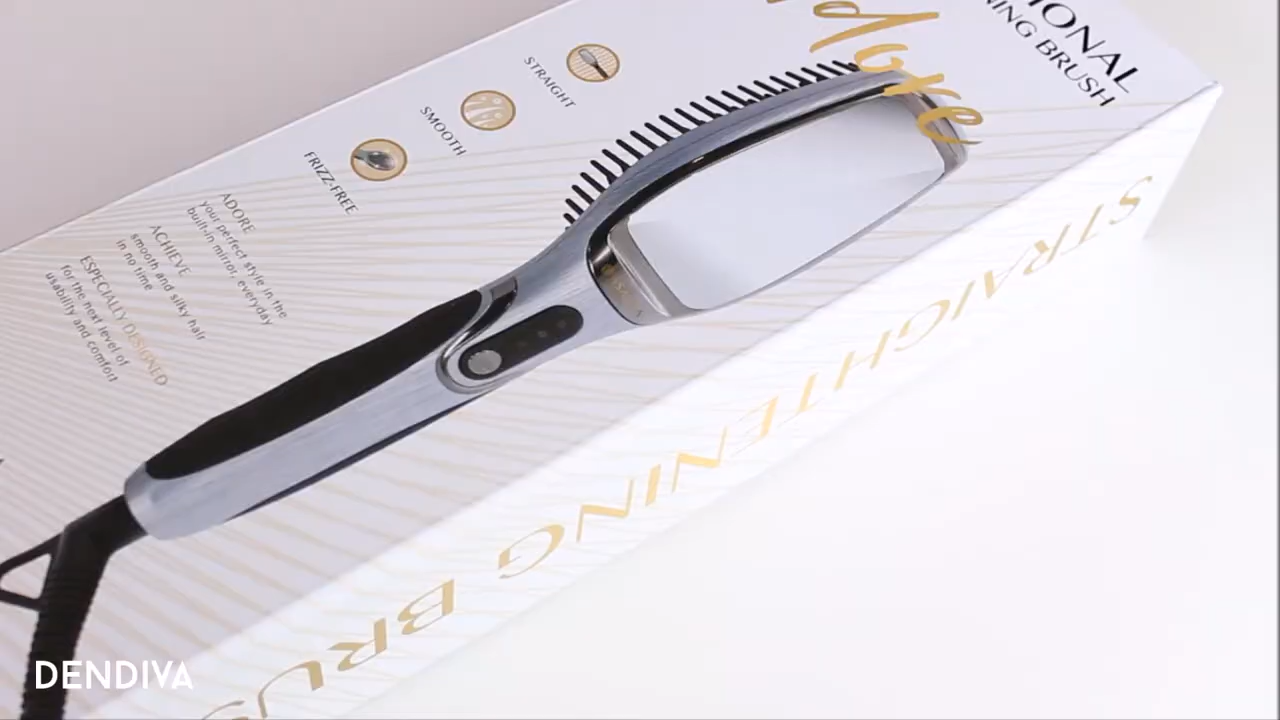 IONAL
NING BRUSH
STRAIGHT
SMOOTH
FRIZZ-FREE
ADORE
your perfect style in the
built-in mirror, everyday
ACHIEVE
smooth and silky hair
in no time
ESPECIALLY DESIGNED
for the next level of
usability and comfort
STRAIGHTENING BRUS
DENDIVA